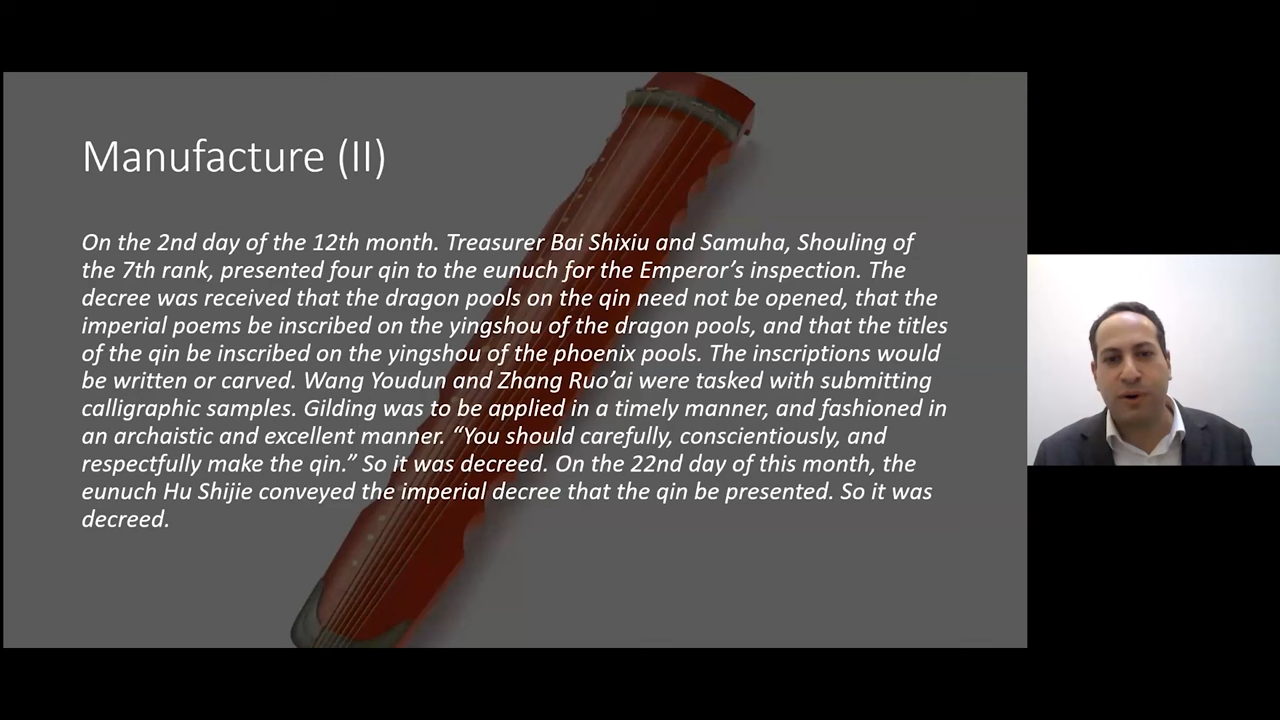 Manufacture (II)
On the 2nd day of the 12th month. Treasurer Bai Shixiu and Samuha, Shouling of
the 7th rank, presented four qin to the eunuch for the Emperor’s inspection. The
decree was received that the dragon pools on the qin need not be opened, that the
imperial poems be inscribed on the yingshou of the dragon pools, and that the titles
of the qin be inscribed on the yingshou of the phoenix pools. The inscriptions would
be written or carved. Wang Youdun and Zhang Ruo’ai were tasked with submitting
calligraphic samples. Gilding was to be applied in a timely manner, and fashioned in
an archaistic and excellent manner. “You should carefully, conscientiously, and
respectfully make the qin.” So it was decreed. On the 22nd day of this month, the
eunuch Hu Shijie conveyed the imperial decree that the qin be presented. So it was
decreed.